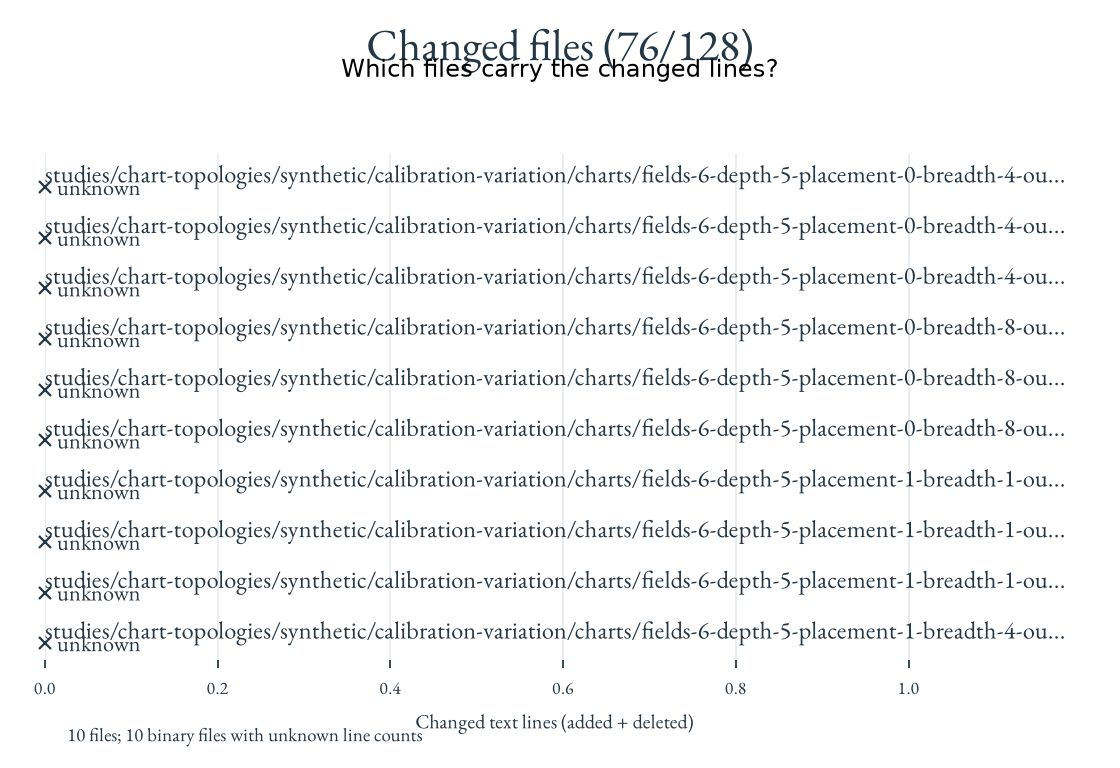 Changed files (76/128)
Which files carry the changed lines?
studies/chart-topologies/synthetic/calibration-variation/charts/fields-6-depth-5-placement-0-breadth-4-ou...
unknown
studies/chart-topologies/synthetic/calibration-variation/charts/fields-6-depth-5-placement-0-breadth-4-ou...
unknown
studies/chart-topologies/synthetic/calibration-variation/charts/fields-6-depth-5-placement-0-breadth-4-ou...
unknown
studies/chart-topologies/synthetic/calibration-variation/charts/fields-6-depth-5-placement-0-breadth-8-ou...
unknown
studies/chart-topologies/synthetic/calibration-variation/charts/fields-6-depth-5-placement-0-breadth-8-ou...
unknown
studies/chart-topologies/synthetic/calibration-variation/charts/fields-6-depth-5-placement-0-breadth-8-ou...
unknown
studies/chart-topologies/synthetic/calibration-variation/charts/fields-6-depth-5-placement-1-breadth-1-ou...
unknown
studies/chart-topologies/synthetic/calibration-variation/charts/fields-6-depth-5-placement-1-breadth-1-ou...
unknown
studies/chart-topologies/synthetic/calibration-variation/charts/fields-6-depth-5-placement-1-breadth-1-ou...
unknown
studies/chart-topologies/synthetic/calibration-variation/charts/fields-6-depth-5-placement-1-breadth-4-ou...
unknown
0.0 0.2 0.4 0.6 0.8 1.0
Changed text lines (added + deleted)
10 files; 10 binary files with unknown line counts